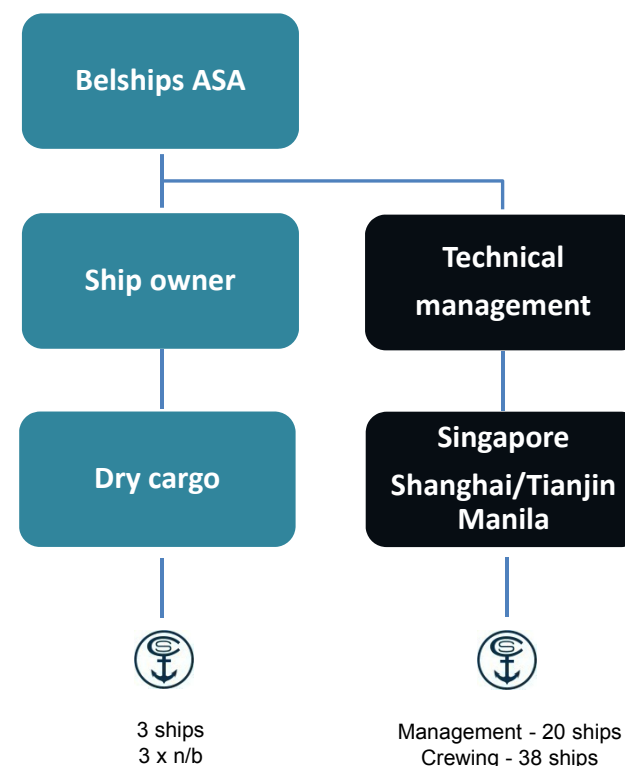 Belships ASA
Ship owner
Technical
management
Dry cargo
Singapore
Shanghai/Tianjin
Manila
3 ships
3 x n/b
Management - 20 ships
Crewing - 38 ships